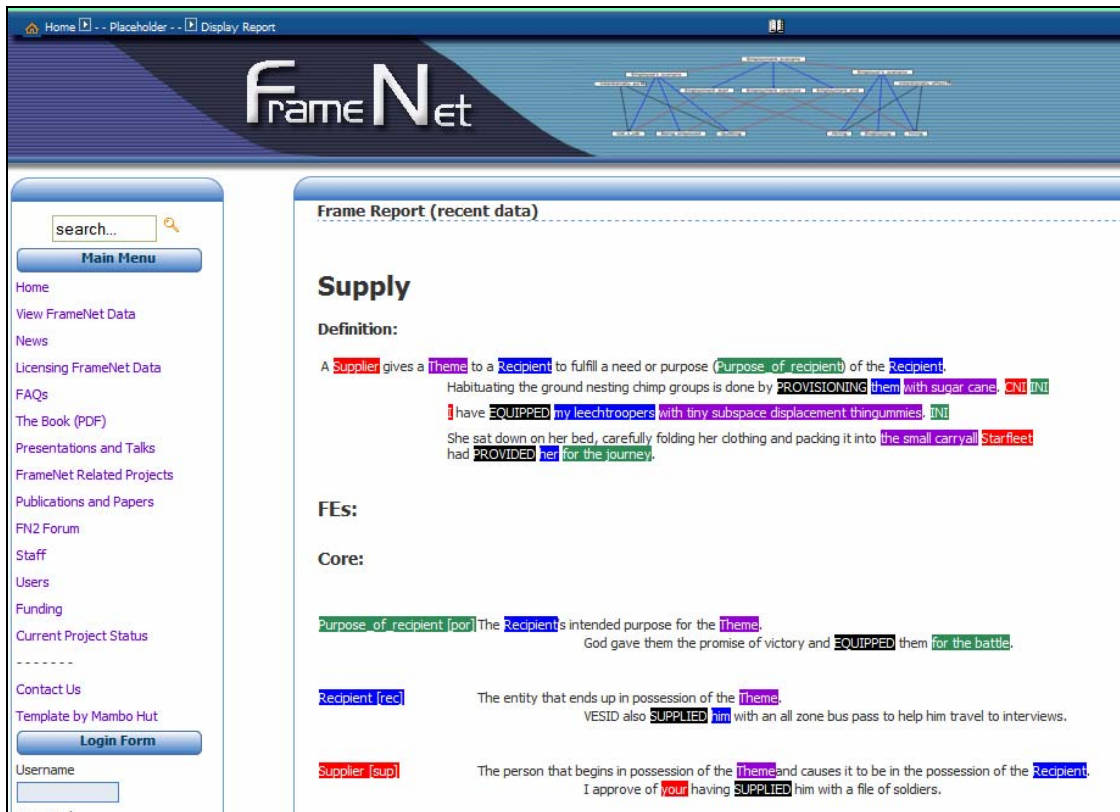 Home - - Placeholder - - Display Report
FrameNet
search...
Main Menu
Home
View FrameNet Data
News
Licensing FrameNet Data
FAQs
The Book (PDF)
Presentations and Talks
FrameNet Related Projects
Publications and Papers
FN2 Forum
Staff
Users
Funding
Current Project Status
- - - - - - -
Contact Us
Template by Mambo Hut
Login Form
Username
Frame Report (recent data)
Supply
Definition:
A Supplier gives a Theme to a Recipient to fulfill a need or purpose (Purpose_of_recipient) of the Recipient.
Habituating the ground nesting chimp groups is done by PROVISIONING them with sugar cane. CNI INI
I have EQUIPPED my leechtroopers with tiny subspace displacement thingummies. INI
She sat down on her bed, carefully folding her clothing and packing it into the small carryall Starfleet
had PROVIDED her for the journey.
FEs:
Core:
Purpose_of_recipient [por] The Recipient's intended purpose for the Theme.
God gave them the promise of victory and EQUIPPED them for the battle.
Recipient [rec] The entity that ends up in possession of the Theme.
VESID also SUPPLIED him with an all zone bus pass to help him travel to interviews.
Supplier [sup] The person that begins in possession of the Themeand causes it to be in the possession of the Recipient.
I approve of your having SUPPLIED him with a file of soldiers.